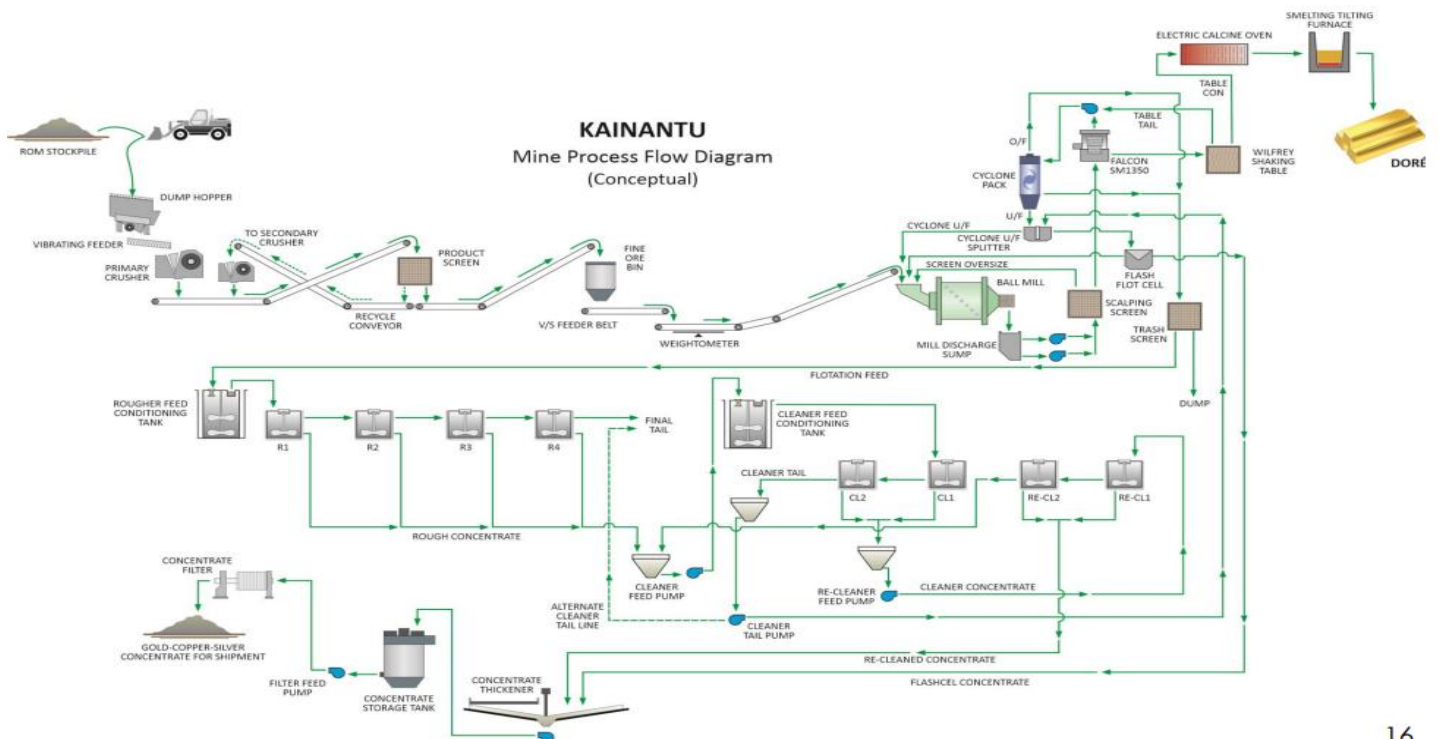 SMELTING TILTING
FURNACE
ELECTRIC CALCINE OVEN
TABLE
CON
TABLE
TAIL
DORÉ
KAINANTU
Mine Process Flow Diagram
(Conceptual)
ROM STOCKPILE
O/F
CYCLONE
PACK
FALCON
SM1350
WILFREY
SHAKING
TABLE
DUMP HOPPER
VIBRATING FEEDER
PRIMARY
CRUSHER
TO SECONDARY
CRUSHER
PRODUCT
SCREEN
RECYCLE
CONVEYOR
FINE
ORE
BIN
V/S FEEDER BELT
WEIGHTOMETER
U/F
CYCLONE U/F
CYCLONE U/F
SPLITTER
SCREEN OVERSIZE
BALL MILL
FLASH
FLOT CELL
SCALPING
SCREEN
TRASH
SCREEN
MILL DISCHARGE
SUMP
FLOTATION FEED
DUMP
ROUGHER FEED
CONDITIONING
TANK
R1
R2
R3
R4
FINAL
TAIL
CLEANER FEED
CONDITIONING
TANK
CLEANER TAIL
CL2
CL1
RE-CL2
RE-CL1
ROUGH CONCENTRATE
CLEANER
FEED PUMP
RE-CLEANER
FEED PUMP
CLEANER CONCENTRATE
ALTERNATE
CLEANER
TAIL LINE
CLEANER
TAIL PUMP
CONCENTRATE
FILTER
GOLD-COPPER-SILVER
CONCENTRATE FOR SHIPMENT
FILTER FEED
PUMP
CONCENTRATE
STORAGE TANK
CONCENTRATE
THICKENER
RE-CLEANED CONCENTRATE
FLASHCEL CONCENTRATE
16